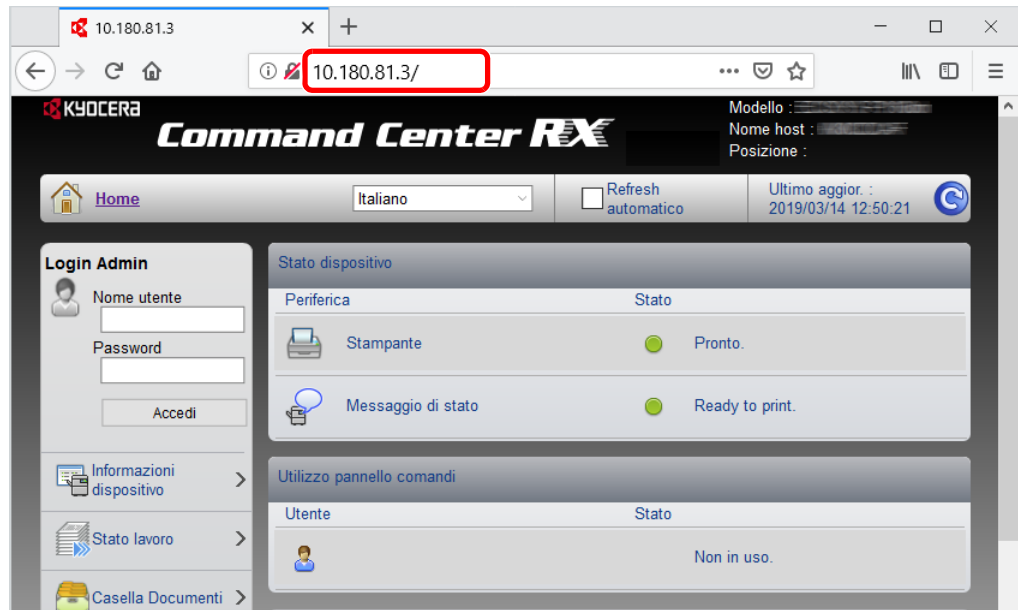 10.180.81.3
10.180.81.3/
KYOCERA
Command Center RX
Modello :
Nome host :
Posizione :
Home
Italiano
Refresh
automatico
Ultimo aggior. :
2019/03/14 12:50:21
Login Admin
Nome utente
Password
Accedi
Informazioni
dispositivo
Stato lavoro
Casella Documenti
Stato dispositivo
Periferica Stato
Stampante Pronto.
Messaggio di stato Ready to print.
Utilizzo pannello comandi
Utente Stato
Non in uso.